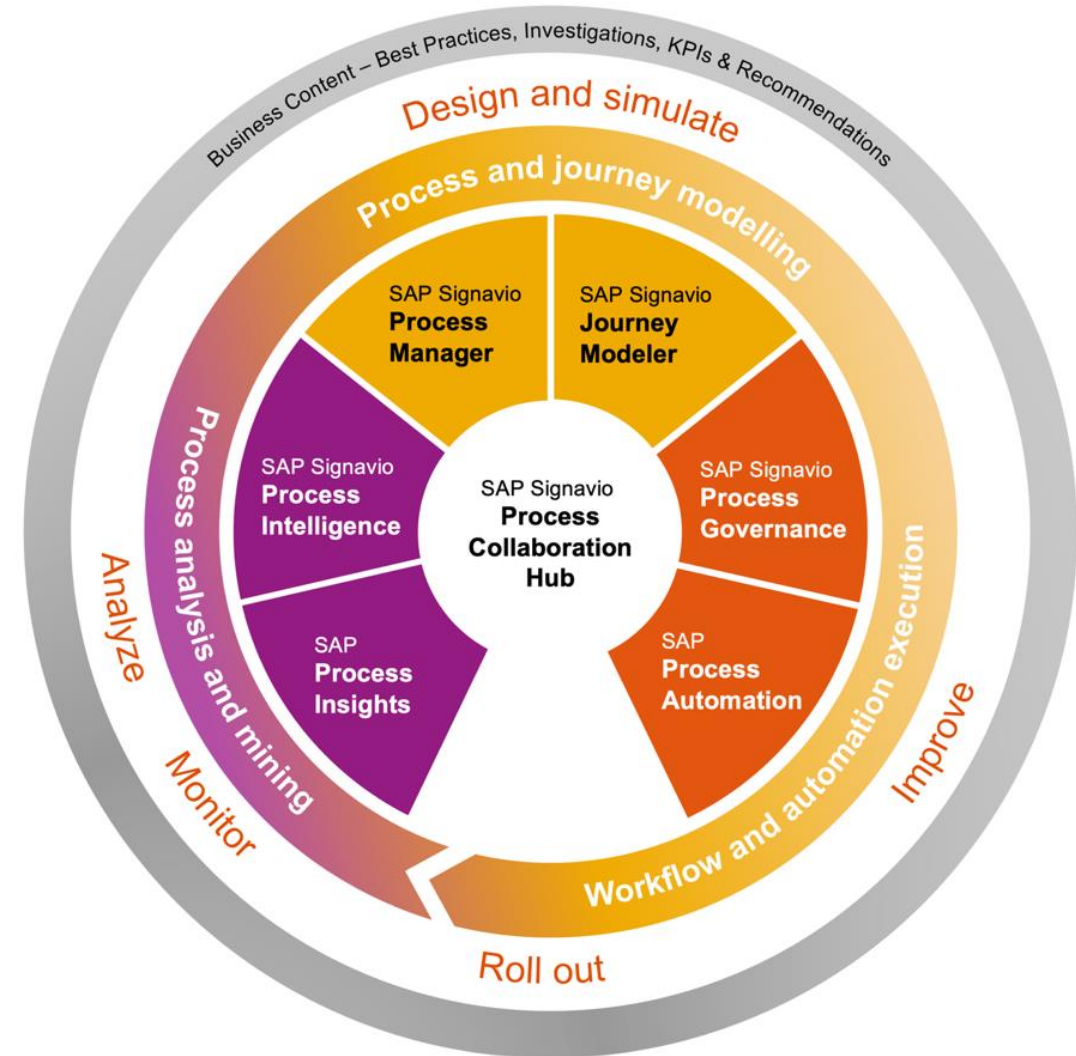 Business Content – Best Practices, Investigations, KPIs & Recommendations
Design and simulate
Process and journey modelling
SAP Signavio
Process
Manager
SAP Signavio
Journey
Modeler
SAP Signavio
Process
Intelligence
SAP Signavio
Process
Collaboration
Hub
SAP Signavio
Process
Governance
SAP
Process
Insights
SAP
Process
Automation
Process analysis and mining
Workflow and automation execution
Analyze
Monitor
Improve
Roll out